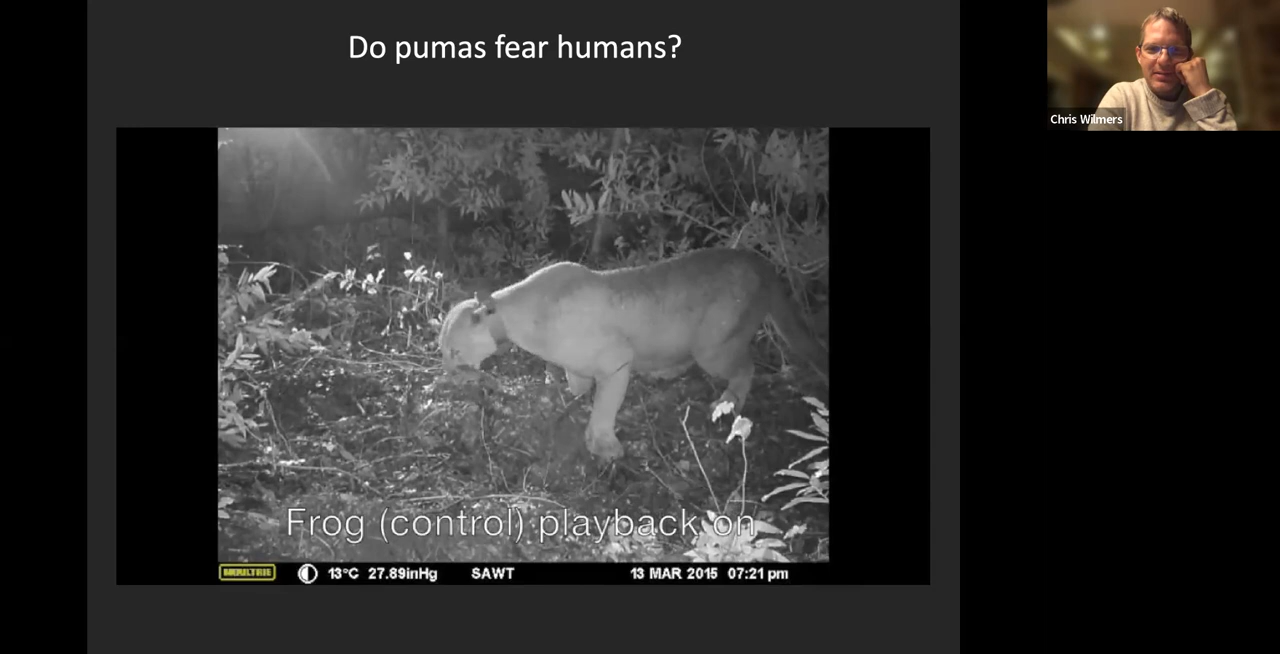 Do pumas fear humans?
Chris Wilmers
Frog (control) playback on
MOULTRIE 13°C 27.89inHg SAWT 13 MAR 2015 07:21 pm